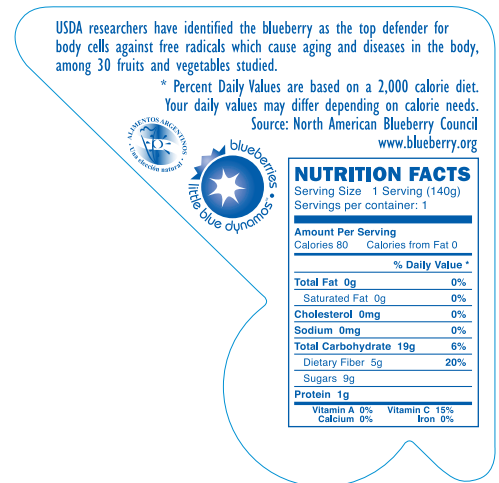 USDA researchers have identified the blueberry as the top defender for
body cells against free radicals which cause aging and diseases in the body,
among 30 fruits and vegetables studied.
* Percent Daily Values are based on a 2,000 calorie diet.
Your daily values may differ depending on calorie needs.
Source: North American Blueberry Council
www.blueberry.org
ALIMENTOS ARGENTINOS
• Una elección natural •
blueberries
little blue dynamos™
NUTRITION FACTS
Serving Size 1 Serving (140g)
Servings per container: 1
Amount Per Serving
Calories 80 Calories from Fat 0
% Daily Value *
Total Fat 0g 0%
Saturated Fat 0g 0%
Cholesterol 0mg 0%
Sodium 0mg 0%
Total Carbohydrate 19g 6%
Dietary Fiber 5g 20%
Sugars 9g
Protein 1g
Vitamin A 0% Vitamin C 15%
Calcium 0% Iron 0%